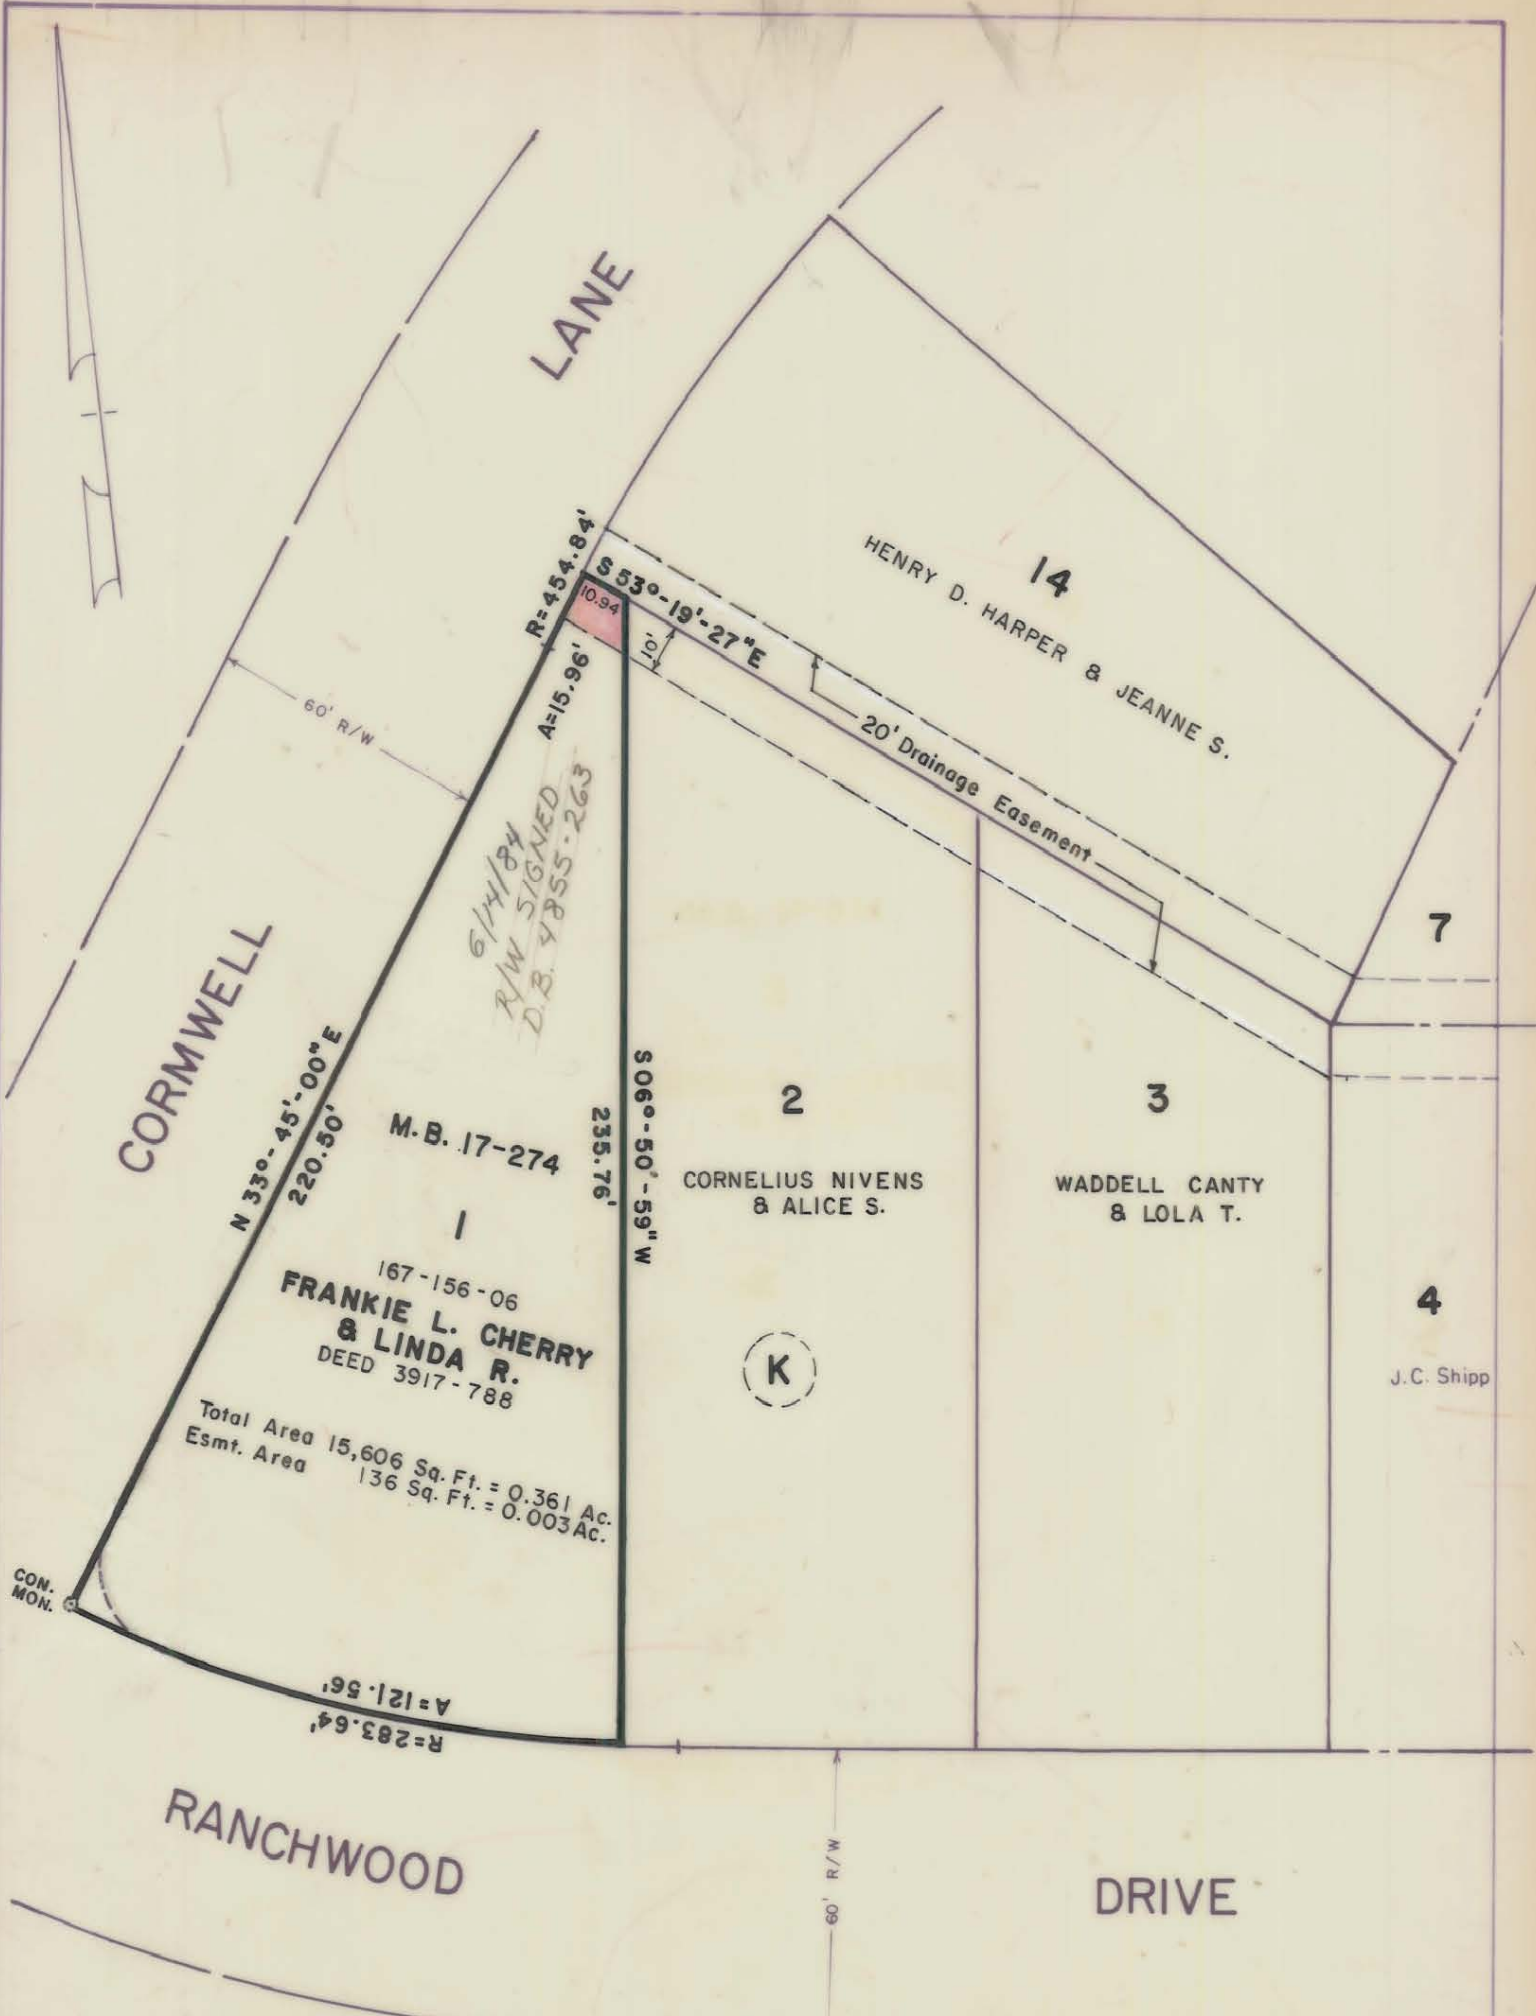 LANE
R=454.84'
S 53°-19'-27"E
10.94
10'
A=15.96'
60' R/W
14
HENRY D. HARPER & JEANNE S.
20' Drainage Easement
6/14/84
R/W SIGNED
D.B. 4855-263
7
CORMWELL
N 33°-45'-00"E
220.50'
M.B. 17-274
235.76'
S 06°-50'-59"W
1
167-156-06
FRANKIE L. CHERRY
& LINDA R.
DEED 3917-788
Total Area 15,606 Sq. Ft. = 0.361 Ac.
Esmt. Area 136 Sq. Ft. = 0.003 Ac.
2
CORNELIUS NIVENS
& ALICE S.
3
WADDELL CANTY
& LOLA T.
K
4
J.C. Shipp
CON.
MON.
A=121.56'
R=283.64'
RANCHWOOD
60' R/W
DRIVE